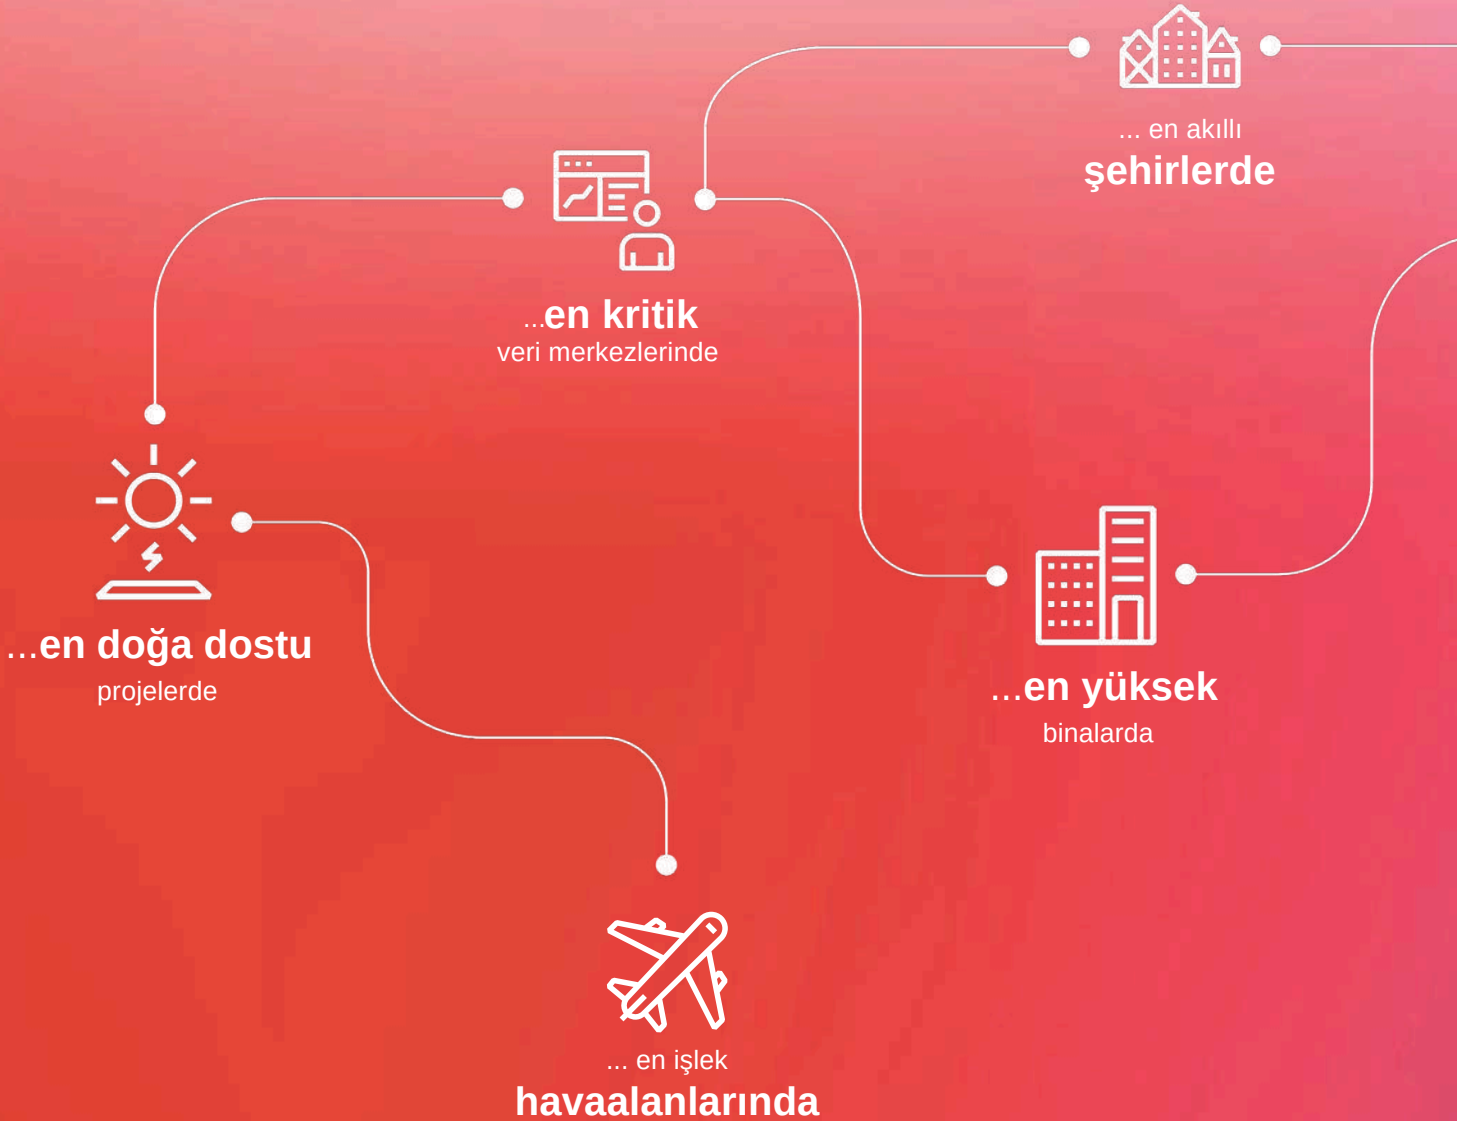 ... en akıllı
şehirlerde
...en kritik
veri merkezlerinde
...en doğa dostu
projelerde
...en yüksek
binalarda
... en işlek
havaalanlarında